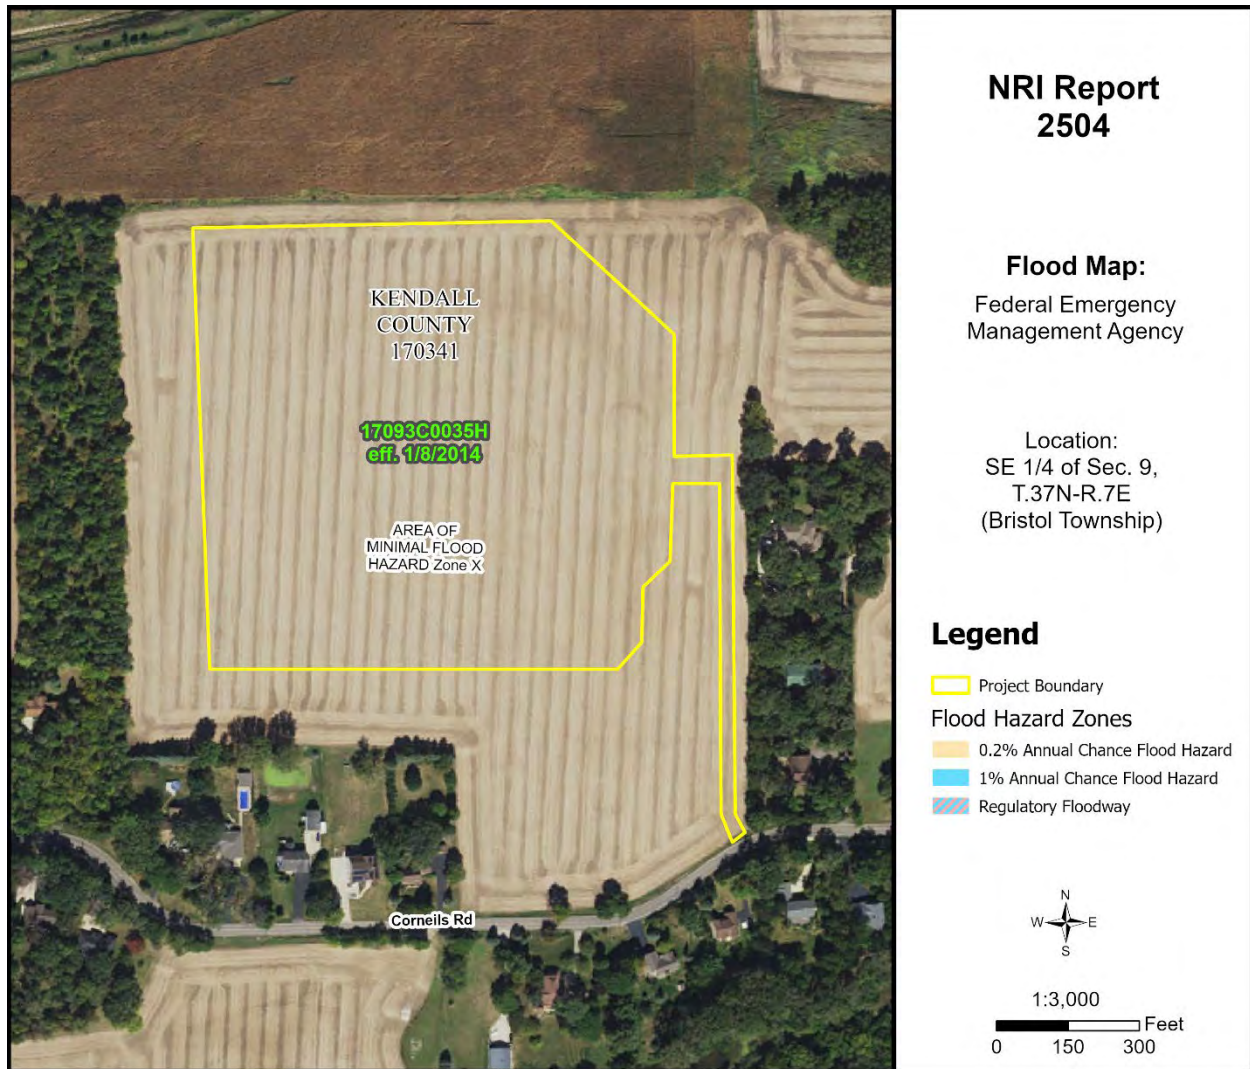 KENDALL
COUNTY
170341
17093C0035H
eff. 1/8/2014
AREA OF
MINIMAL FLOOD
HAZARD Zone X
Corneils Rd
NRI Report
2504
Flood Map:
Federal Emergency
Management Agency
Location:
SE 1/4 of Sec. 9,
T.37N-R.7E
(Bristol Township)
Legend
Project Boundary
Flood Hazard Zones
0.2% Annual Chance Flood Hazard
1% Annual Chance Flood Hazard
Regulatory Floodway
N
W E
S
1:3,000
Feet
0 150 300